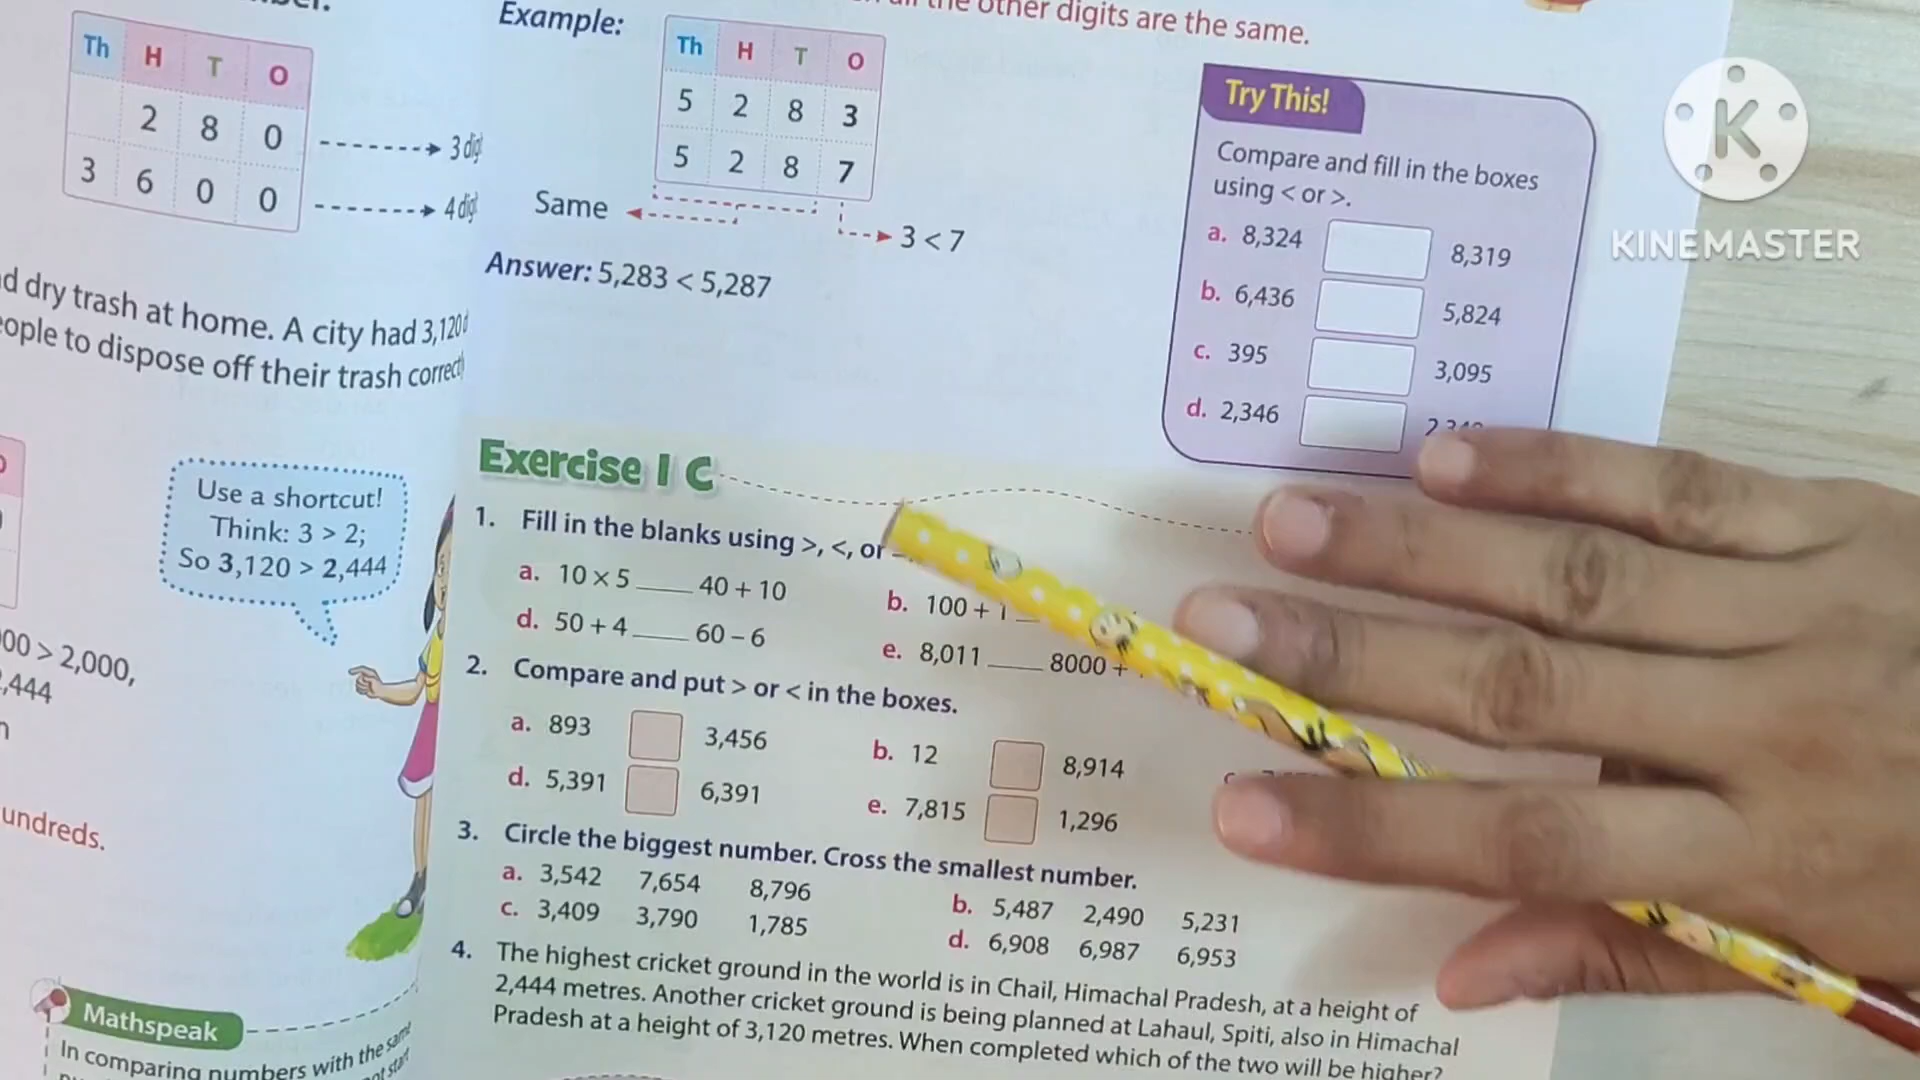 Th H T O
2 8 0
3 digi
3 6 0 0
4 digi
d dry trash at home. A city had 3,120
eople to dispose off their trash correctl
Use a shortcut!
Think: 3 > 2;
So 3,120 > 2,444
00 > 2,000,
,444
undreds.
Mathspeak
In comparing numbers with the same
the other digits are the same.
Example:
Th H T O
5 2 8 3
5 2 8 7
Same
3 < 7
Answer: 5,283 < 5,287
Try This!
Compare and fill in the boxes
using < or >.
a. 8,324 8,319
b. 6,436 5,824
c. 395 3,095
d. 2,346
Exercise 1 C
1. Fill in the blanks using >, <, or
a. 10 × 5 ____ 40 + 10 b. 100 + 1
d. 50 + 4 ____ 60 – 6 e. 8,011 ____ 8000 +
2. Compare and put > or < in the boxes.
a. 893 3,456 b. 12 8,914
d. 5,391 6,391 e. 7,815 1,296
3. Circle the biggest number. Cross the smallest number.
a. 3,542 7,654 8,796 b. 5,487 2,490 5,231
c. 3,409 3,790 1,785 d. 6,908 6,987 6,953
4. The highest cricket ground in the world is in Chail, Himachal Pradesh, at a height of
2,444 metres. Another cricket ground is being planned at Lahaul, Spiti, also in Himachal
Pradesh at a height of 3,120 metres. When completed which of the two will be higher?
K
KINEMASTER